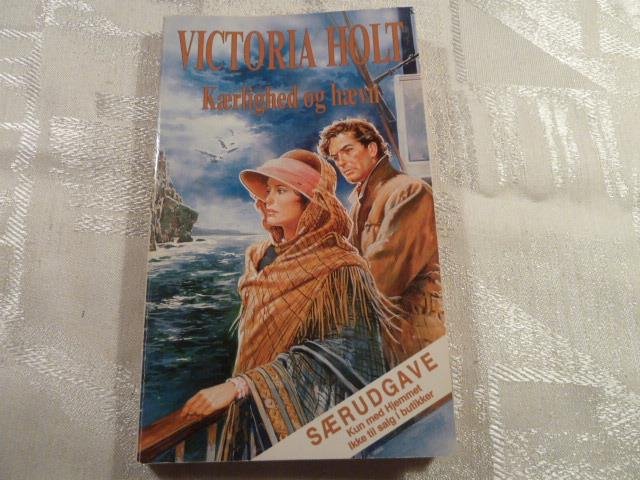 VICTORIA HOLT
Kærlighed og hævn
SÆRUDGAVE
Kun med Hjemmet
Ikke til salg i butikker